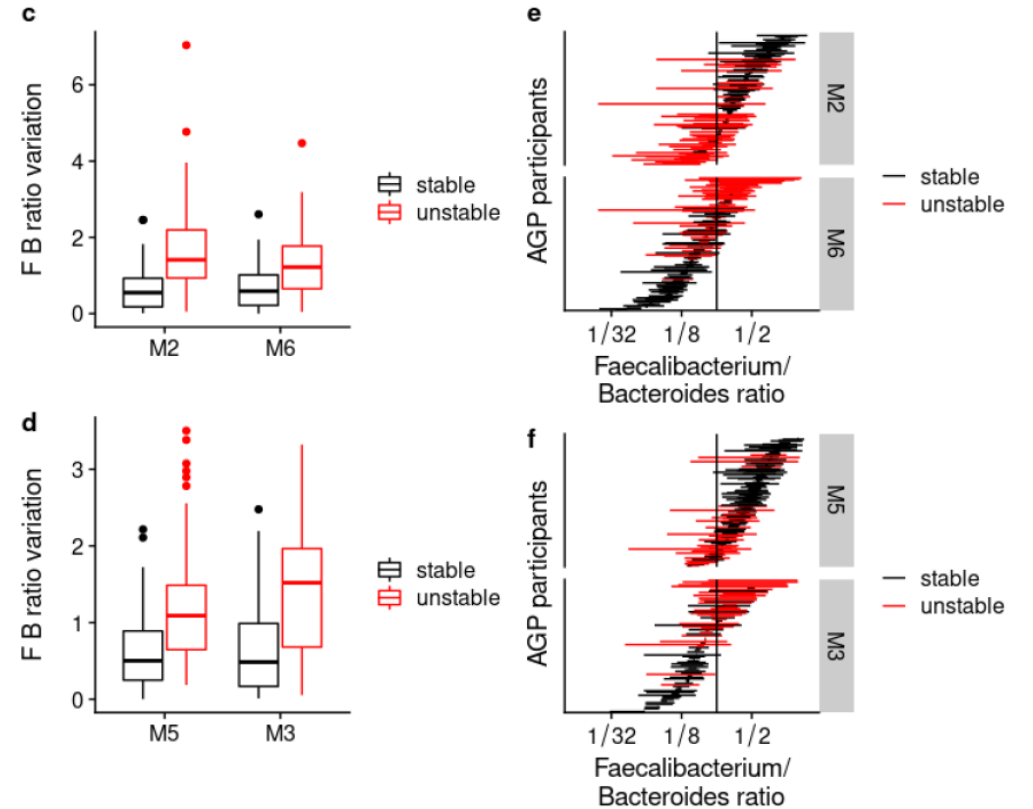 c
F B ratio variation
6
4
2
0
M2
M6
stable
unstable
e
AGP participants
M2
M6
1/32
1/8
1/2
Faecalibacterium/
Bacteroides ratio
stable
unstable
d
F B ratio variation
3
2
1
0
M5
M3
stable
unstable
f
AGP participants
M5
M3
1/32
1/8
1/2
Faecalibacterium/
Bacteroides ratio
stable
unstable